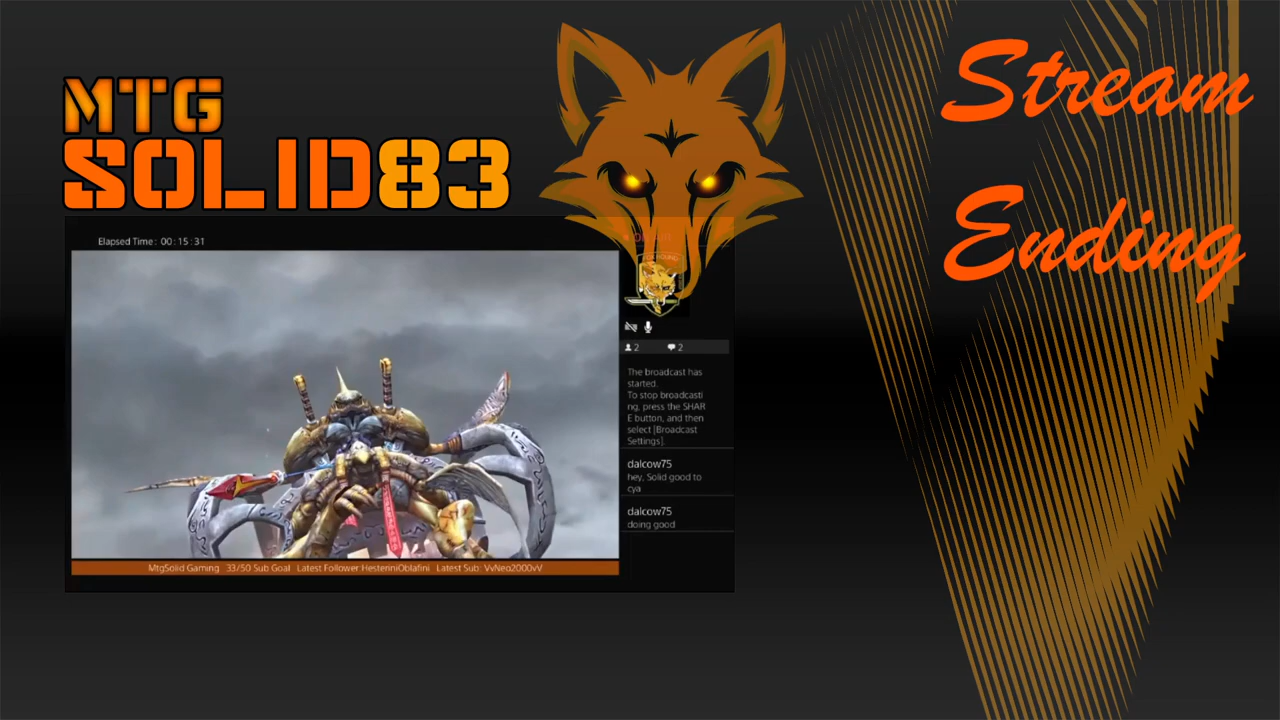 MTG
SOLID83
Stream
Ending
Elapsed Time: 00:15:31
2
2
The broadcast has
started.
To stop broadcasti
ng, press the SHAR
E button, and then
select [Broadcast
Settings].
dalcow75
hey, Solid good to
cya
dalcow75
doing good
MtgSolid Gaming 33/50 Sub Goal Latest Follower:HesteriniOblafini Latest Sub: VvNeo2000vV